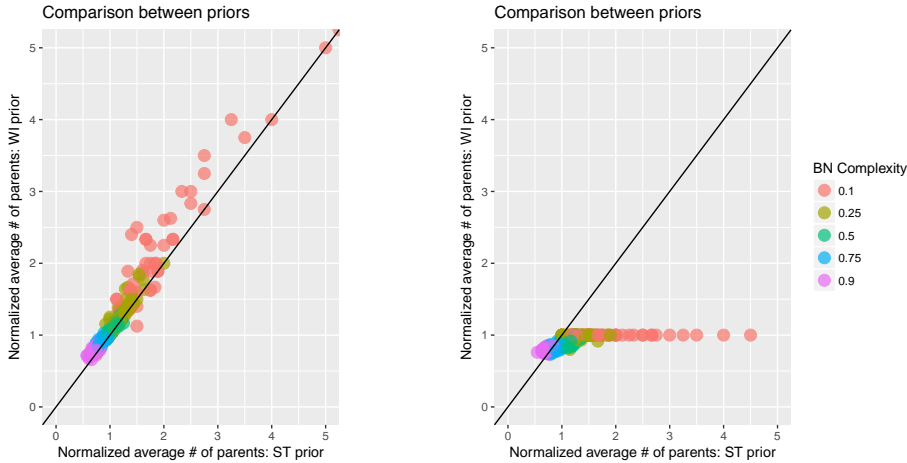 Comparison between priors
Normalized average # of parents: WI prior
5
4
3
2
1
0
0 1 2 3 4 5
Normalized average # of parents: ST prior
Comparison between priors
Normalized average # of parents: WI prior
5
4
3
2
1
0
0 1 2 3 4 5
Normalized average # of parents: ST prior
BN Complexity
0.1
0.25
0.5
0.75
0.9